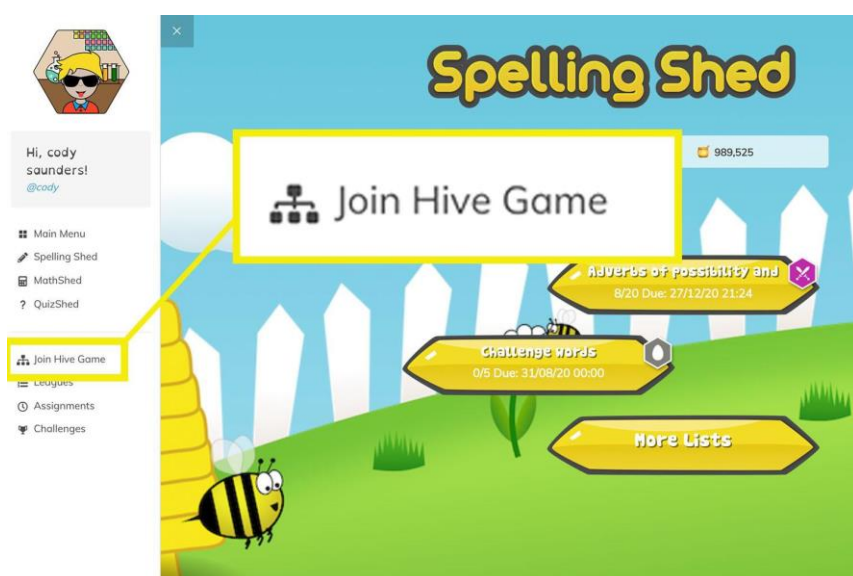 ×
Spelling Shed
Hi, cody
saunders!
@cody
989,525
Join Hive Game
Main Menu
Spelling Shed
MathShed
? QuizShed
Adverbs of possibility and
8/20 Due: 27/12/20 21:24
Join Hive Game
Leagues
Assignments
Challenges
Challenge words
0/5 Due: 31/08/20 00:00
More Lists